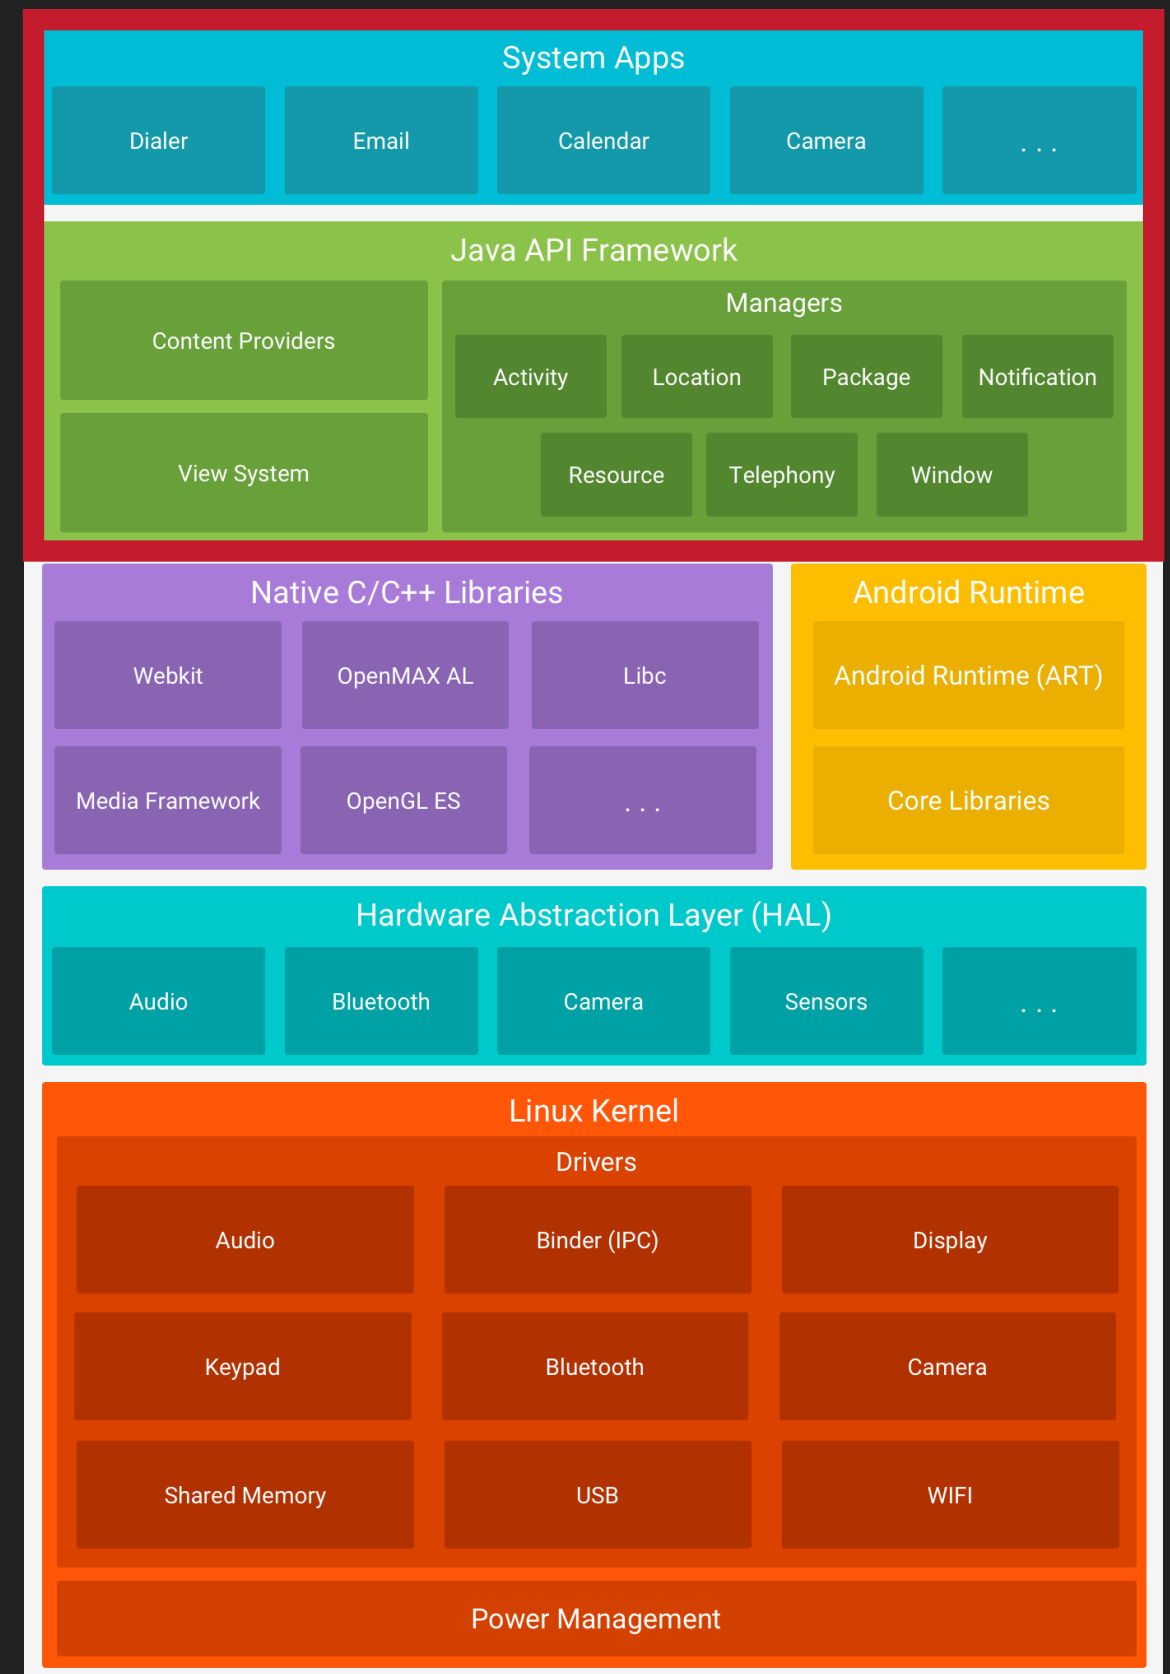 System Apps
Dialer
Email
Calendar
Camera
. . .
Java API Framework
Content Providers
View System
Managers
Activity
Location
Package
Notification
Resource
Telephony
Window
Native C/C++ Libraries
Webkit
OpenMAX AL
Libc
Media Framework
OpenGL ES
. . .
Android Runtime
Android Runtime (ART)
Core Libraries
Hardware Abstraction Layer (HAL)
Audio
Bluetooth
Camera
Sensors
. . .
Linux Kernel
Drivers
Audio
Binder (IPC)
Display
Keypad
Bluetooth
Camera
Shared Memory
USB
WIFI
Power Management